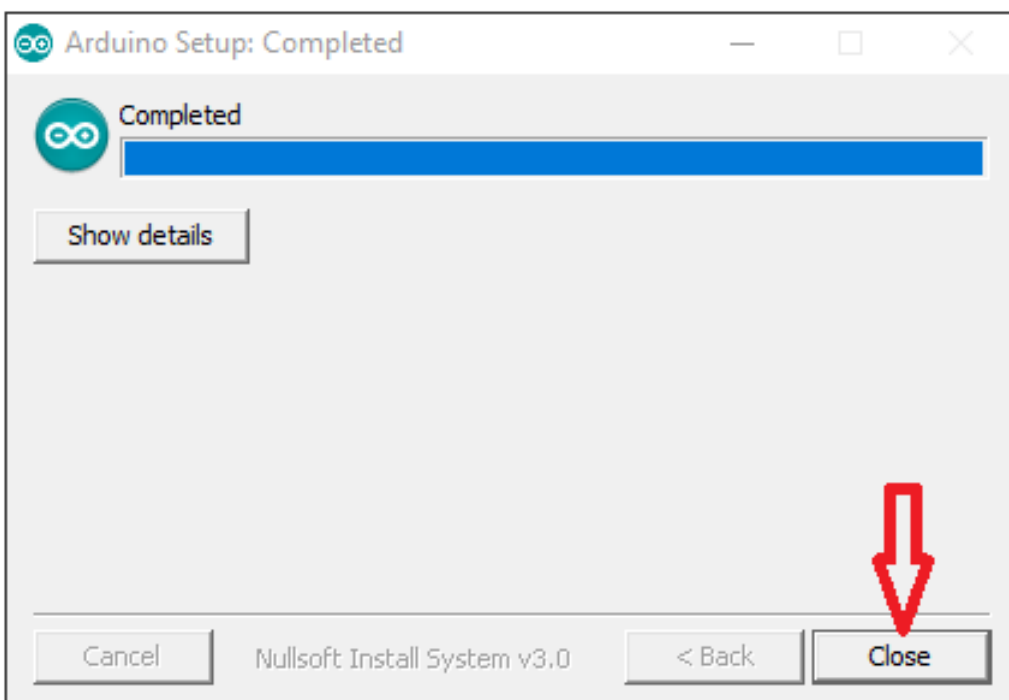 Arduino Setup: Completed
Completed
Show details
Cancel
Nullsoft Install System v3.0
< Back
Close